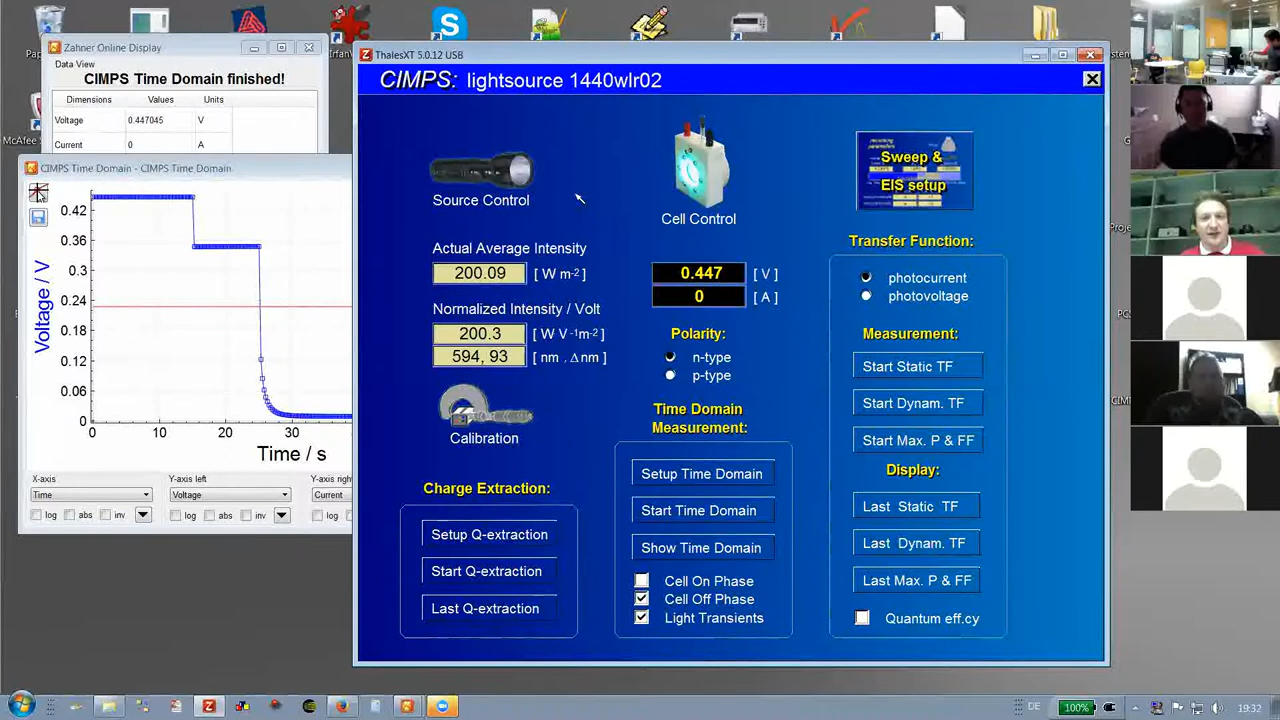 Zahner Online Display
Data View
CIMPS Time Domain finished!
Dimensions Values Units
Voltage 0.447045 V
Current 0 A
CIMPS Time Domain - CIMPS Time Domain
Voltage / V
0.42
0.36
0.3
0.24
0.18
0.12
0.06
0
0 10 20 30
Time / s
X-axis Y-axis left Y-axis right
Time Voltage Current
log abs inv log abs inv log
ThalesXT 5.0.12 USB
CIMPS: lightsource 1440wlr02
Source Control
Actual Average Intensity
200.09 [ W m-2 ]
Normalized Intensity / Volt
200.3 [ W V -1m-2 ]
594, 93 [ nm , Δnm ]
Calibration
Charge Extraction:
Setup Q-extraction
Start Q-extraction
Last Q-extraction
Cell Control
0.447 [ V ]
0 [ A ]
Polarity:
n-type
p-type
Time Domain
Measurement:
Setup Time Domain
Start Time Domain
Show Time Domain
Cell On Phase
Cell Off Phase
Light Transients
Sweep &
EIS setup
Transfer Function:
photocurrent
photovoltage
Measurement:
Start Static TF
Start Dynam. TF
Start Max. P & FF
Display:
Last Static TF
Last Dynam. TF
Last Max. P & FF
Quantum eff.cy
DE 100% 19:32